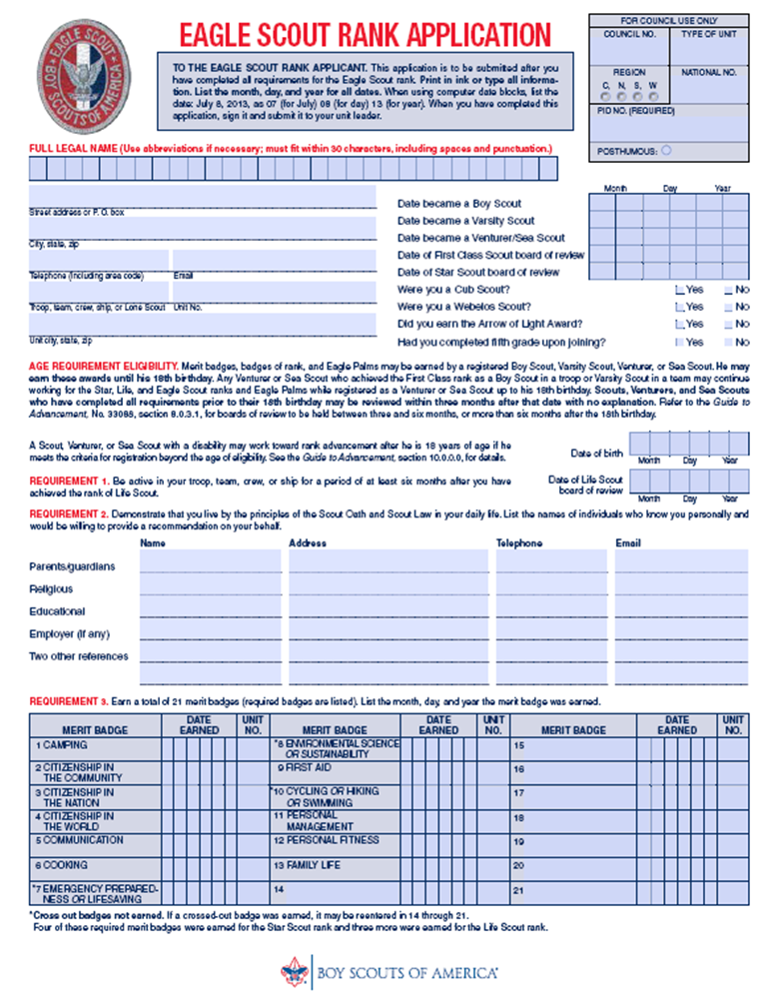 EAGLE SCOUT
BOY SCOUTS OF AMERICA
EAGLE SCOUT RANK APPLICATION
TO THE EAGLE SCOUT RANK APPLICANT. This application is to be submitted after you
have completed all requirements for the Eagle Scout rank. Print in ink or type all informa-
tion. List the month, day, and year for all dates. When using computer date blocks, list the
date: July 8, 2013, as 07 (for July) 08 (for day) 13 (for year). When you have completed this
application, sign it and submit it to your unit leader.
FOR COUNCIL USE ONLY
COUNCIL NO. TYPE OF UNIT
REGION NATIONAL NO.
C, N, S, W
PID NO. (REQUIRED)
POSTHUMOUS:
FULL LEGAL NAME (Use abbreviations if necessary; must fit within 30 characters, including spaces and punctuation.)
Street address or P. O. box
City, state, zip
Telephone (including area code) Email
Troop, team, crew, ship, or Lone Scout Unit No.
Unit city, state, zip
Month Day Year
Date became a Boy Scout
Date became a Varsity Scout
Date became a Venturer/Sea Scout
Date of First Class Scout board of review
Date of Star Scout board of review
Were you a Cub Scout? Yes No
Were you a Webelos Scout? Yes No
Did you earn the Arrow of Light Award? Yes No
Had you completed fifth grade upon joining? Yes No
AGE REQUIREMENT ELIGIBILITY. Merit badges, badges of rank, and Eagle Palms may be earned by a registered Boy Scout, Varsity Scout, Venturer, or Sea Scout. He may
earn these awards until his 18th birthday. Any Venturer or Sea Scout who achieved the First Class rank as a Boy Scout in a troop or Varsity Scout in a team may continue
working for the Star, Life, and Eagle Scout ranks and Eagle Palms while registered as a Venturer or Sea Scout up to his 18th birthday. Scouts, Venturers, and Sea Scouts
who have completed all requirements prior to their 18th birthday may be reviewed within three months after that date with no explanation. Refer to the Guide to
Advancement, No. 33088, section 8.0.3.1, for boards of review to be held between three and six months, or more than six months after the 18th birthday.
A Scout, Venturer, or Sea Scout with a disability may work toward rank advancement after he is 18 years of age if he
meets the criteria for registration beyond the age of eligibility. See the Guide to Advancement, section 10.0.0.0, for details.
Date of birth
Month Day Year
REQUIREMENT 1. Be active in your troop, team, crew, or ship for a period of at least six months after you have
achieved the rank of Life Scout.
Date of Life Scout
board of review
Month Day Year
REQUIREMENT 2. Demonstrate that you live by the principles of the Scout Oath and Scout Law in your daily life. List the names of individuals who know you personally and
would be willing to provide a recommendation on your behalf.
Name Address Telephone Email
Parents/guardians
Religious
Educational
Employer (if any)
Two other references
REQUIREMENT 3. Earn a total of 21 merit badges (required badges are listed). List the month, day, and year the merit badge was earned.
MERIT BADGE DATE EARNED UNIT NO. MERIT BADGE DATE EARNED UNIT NO. MERIT BADGE DATE EARNED UNIT NO.
1 CAMPING *8 ENVIRONMENTAL SCIENCE OR SUSTAINABILITY 15
2 CITIZENSHIP IN THE COMMUNITY 9 FIRST AID 16
3 CITIZENSHIP IN THE NATION *10 CYCLING OR HIKING OR SWIMMING 17
4 CITIZENSHIP IN THE WORLD 11 PERSONAL MANAGEMENT 18
5 COMMUNICATION 12 PERSONAL FITNESS 19
6 COOKING 13 FAMILY LIFE 20
*7 EMERGENCY PREPARED-NESS OR LIFESAVING 14 21
*Cross out badges not earned. If a crossed-out badge was earned, it may be reentered in 14 through 21.
Four of these required merit badges were earned for the Star Scout rank and three more were earned for the Life Scout rank.
BOY SCOUTS OF AMERICA®